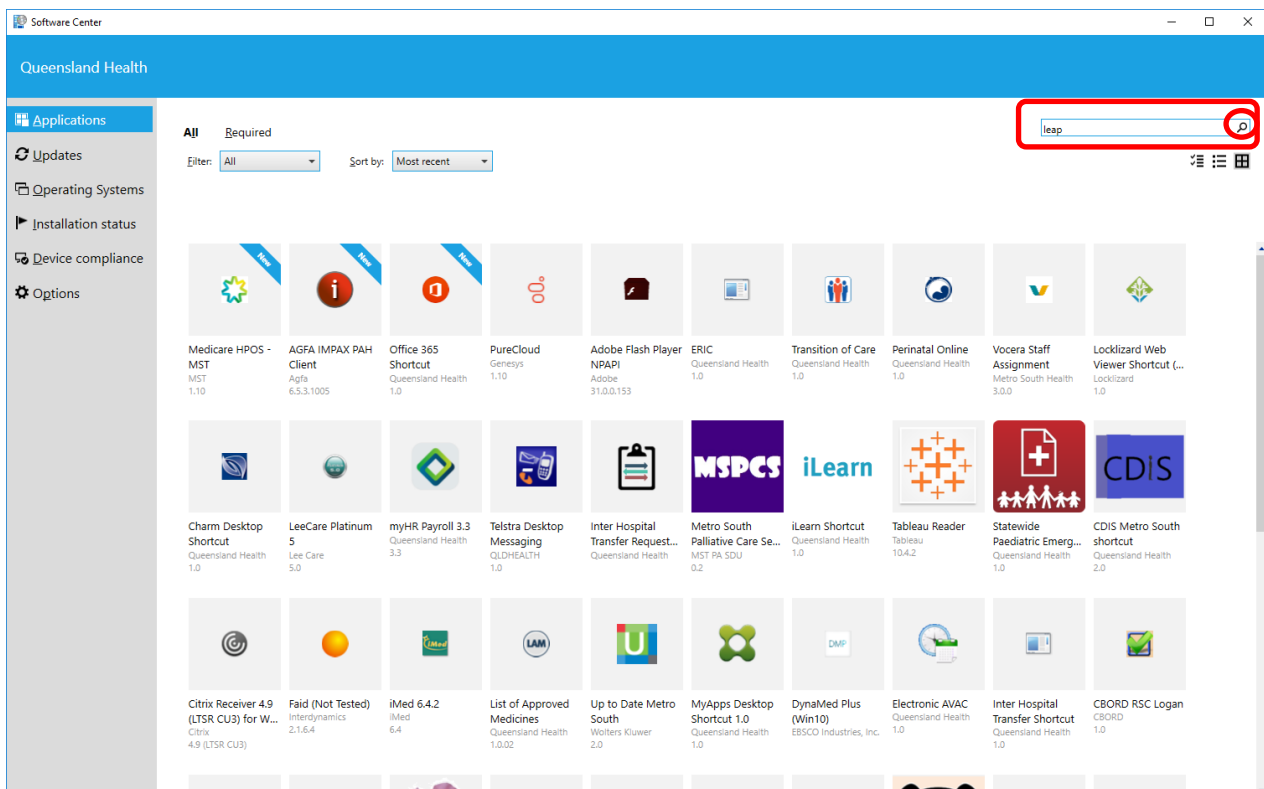 Software Center
Queensland Health
Applications
Updates
Operating Systems
Installation status
Device compliance
Options
All Required
leap
Filter: All Sort by: Most recent
New
New
New
Medicare HPOS - MST
MST
1.10
AGFA IMPAX PAH Client
Agfa
6.5.3.1005
Office 365 Shortcut
Queensland Health
1.0
PureCloud
Genesys
1.10
Adobe Flash Player NPAPI
Adobe
31.0.0.153
ERIC
Queensland Health
1.0
Transition of Care
Queensland Health
1.0
Perinatal Online
Queensland Health
1.0
Vocera Staff Assignment
Metro South Health
3.0.0
Locklizard Web Viewer Shortcut (...
Locklizard
1.0
MSPCS
iLearn
CDiS
Charm Desktop Shortcut
Queensland Health
1.0
LeeCare Platinum 5
Lee Care
5.0
myHR Payroll 3.3
Queensland Health
3.3
Telstra Desktop Messaging
QLDHEALTH
1.0
Inter Hospital Transfer Request...
Queensland Health
Metro South Palliative Care Se...
MST PA SDU
0.2
iLearn Shortcut
Queensland Health
1.0
Tableau Reader
Tableau
10.4.2
Statewide Paediatric Emerg...
Queensland Health
1.0
CDIS Metro South shortcut
Queensland Health
2.0
iMed
LAM
U
DMP
Citrix Receiver 4.9 (LTSR CU3) for W...
Citrix
4.9 (LTSR CU3)
Faid (Not Tested)
Interdynamics
2.1.6.4
iMed 6.4.2
iMed
6.4
List of Approved Medicines
Queensland Health
1.0.02
Up to Date Metro South
Wolters Kluwer
2.0
MyApps Desktop Shortcut 1.0
Queensland Health
1.0
DynaMed Plus (Win10)
EBSCO Industries, Inc.
Electronic AVAC
Queensland Health
1.0
Inter Hospital Transfer Shortcut
Queensland Health
1.0
CBORD RSC Logan
CBORD
1.0